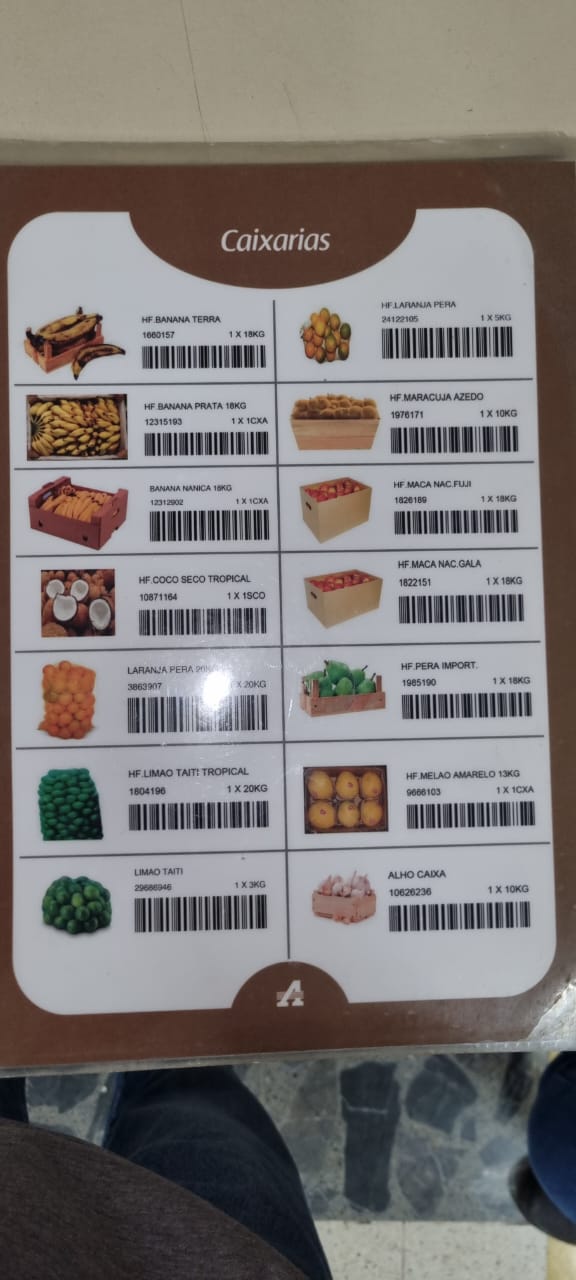 Caixarias
HF.BANANA TERRA
1660157 1 X 18KG
HF.LARANJA PERA
24122105 1 X 5KG
HF.BANANA PRATA 18KG
12315193 1 X 1CXA
HF.MARACUJA AZEDO
1976171 1 X 10KG
BANANA NANICA 18KG
12312902 1 X 1CXA
HF.MACA NAC.FUJI
1826189 1 X 18KG
HF.COCO SECO TROPICAL
10871164 1 X 1SCO
HF.MACA NAC.GALA
1822151 1 X 18KG
LARANJA PERA 20KG
3863907 1 X 20KG
HF.PERA IMPORT.
1985190 1 X 18KG
HF.LIMAO TAITI TROPICAL
1804196 1 X 20KG
HF.MELAO AMARELO 13KG
9666103 1 X 1CXA
LIMAO TAITI
29686946 1 X 3KG
ALHO CAIXA
10626236 1 X 10KG
A